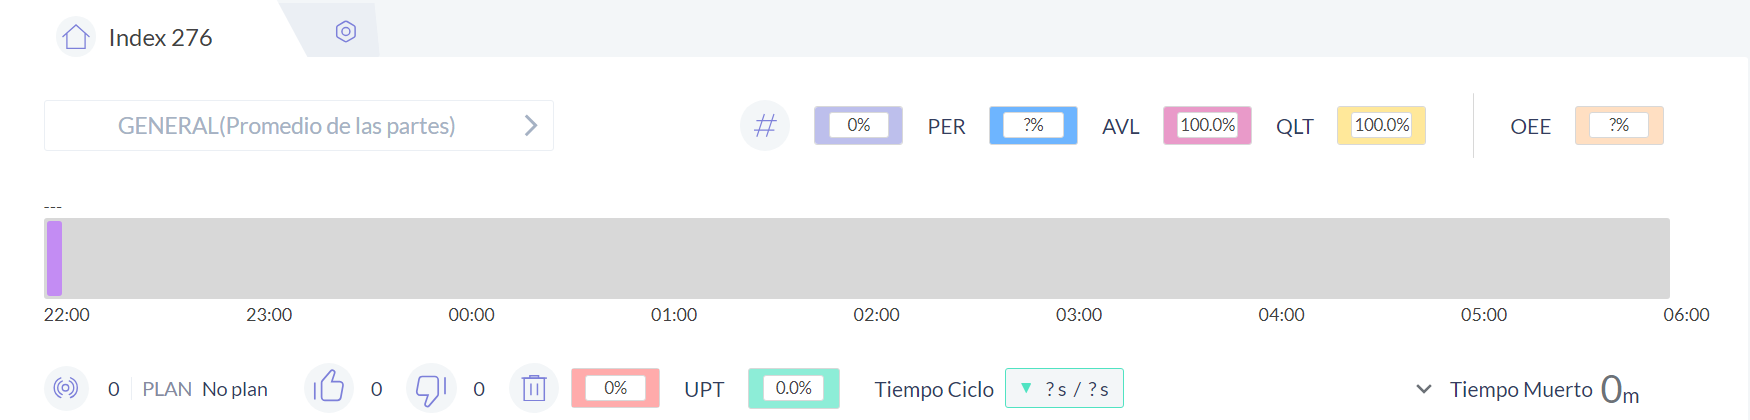 Index 276
GENERAL(Promedio de las partes)
# 0% PER ?% AVL 100.0% QLT 100.0% OEE ?%
---
22:00 23:00 00:00 01:00 02:00 03:00 04:00 05:00 06:00
0 PLAN No plan 0 0 0% UPT 0.0% Tiempo Ciclo ▼ ?s / ?s Tiempo Muerto 0m